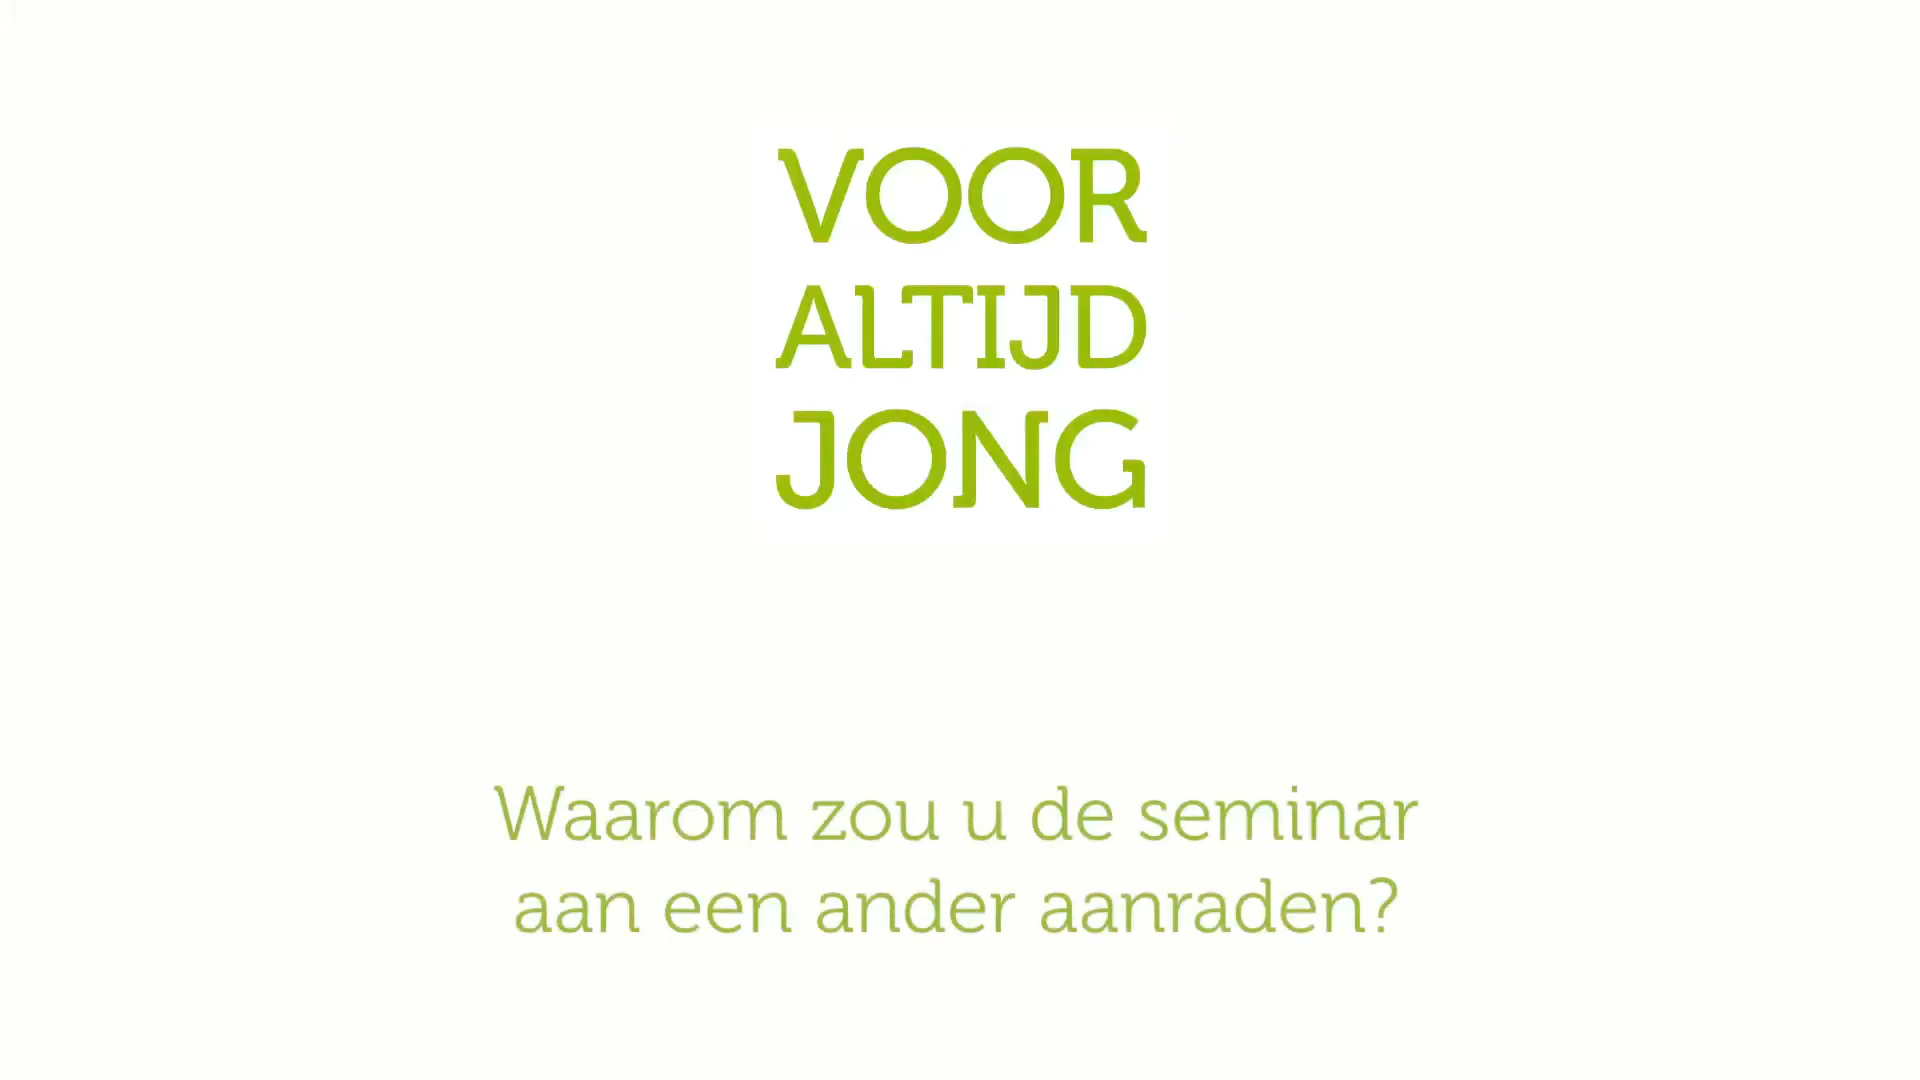 VOOR
ALTIJD
JONG
Waarom zou u de seminar
aan een ander aanraden?